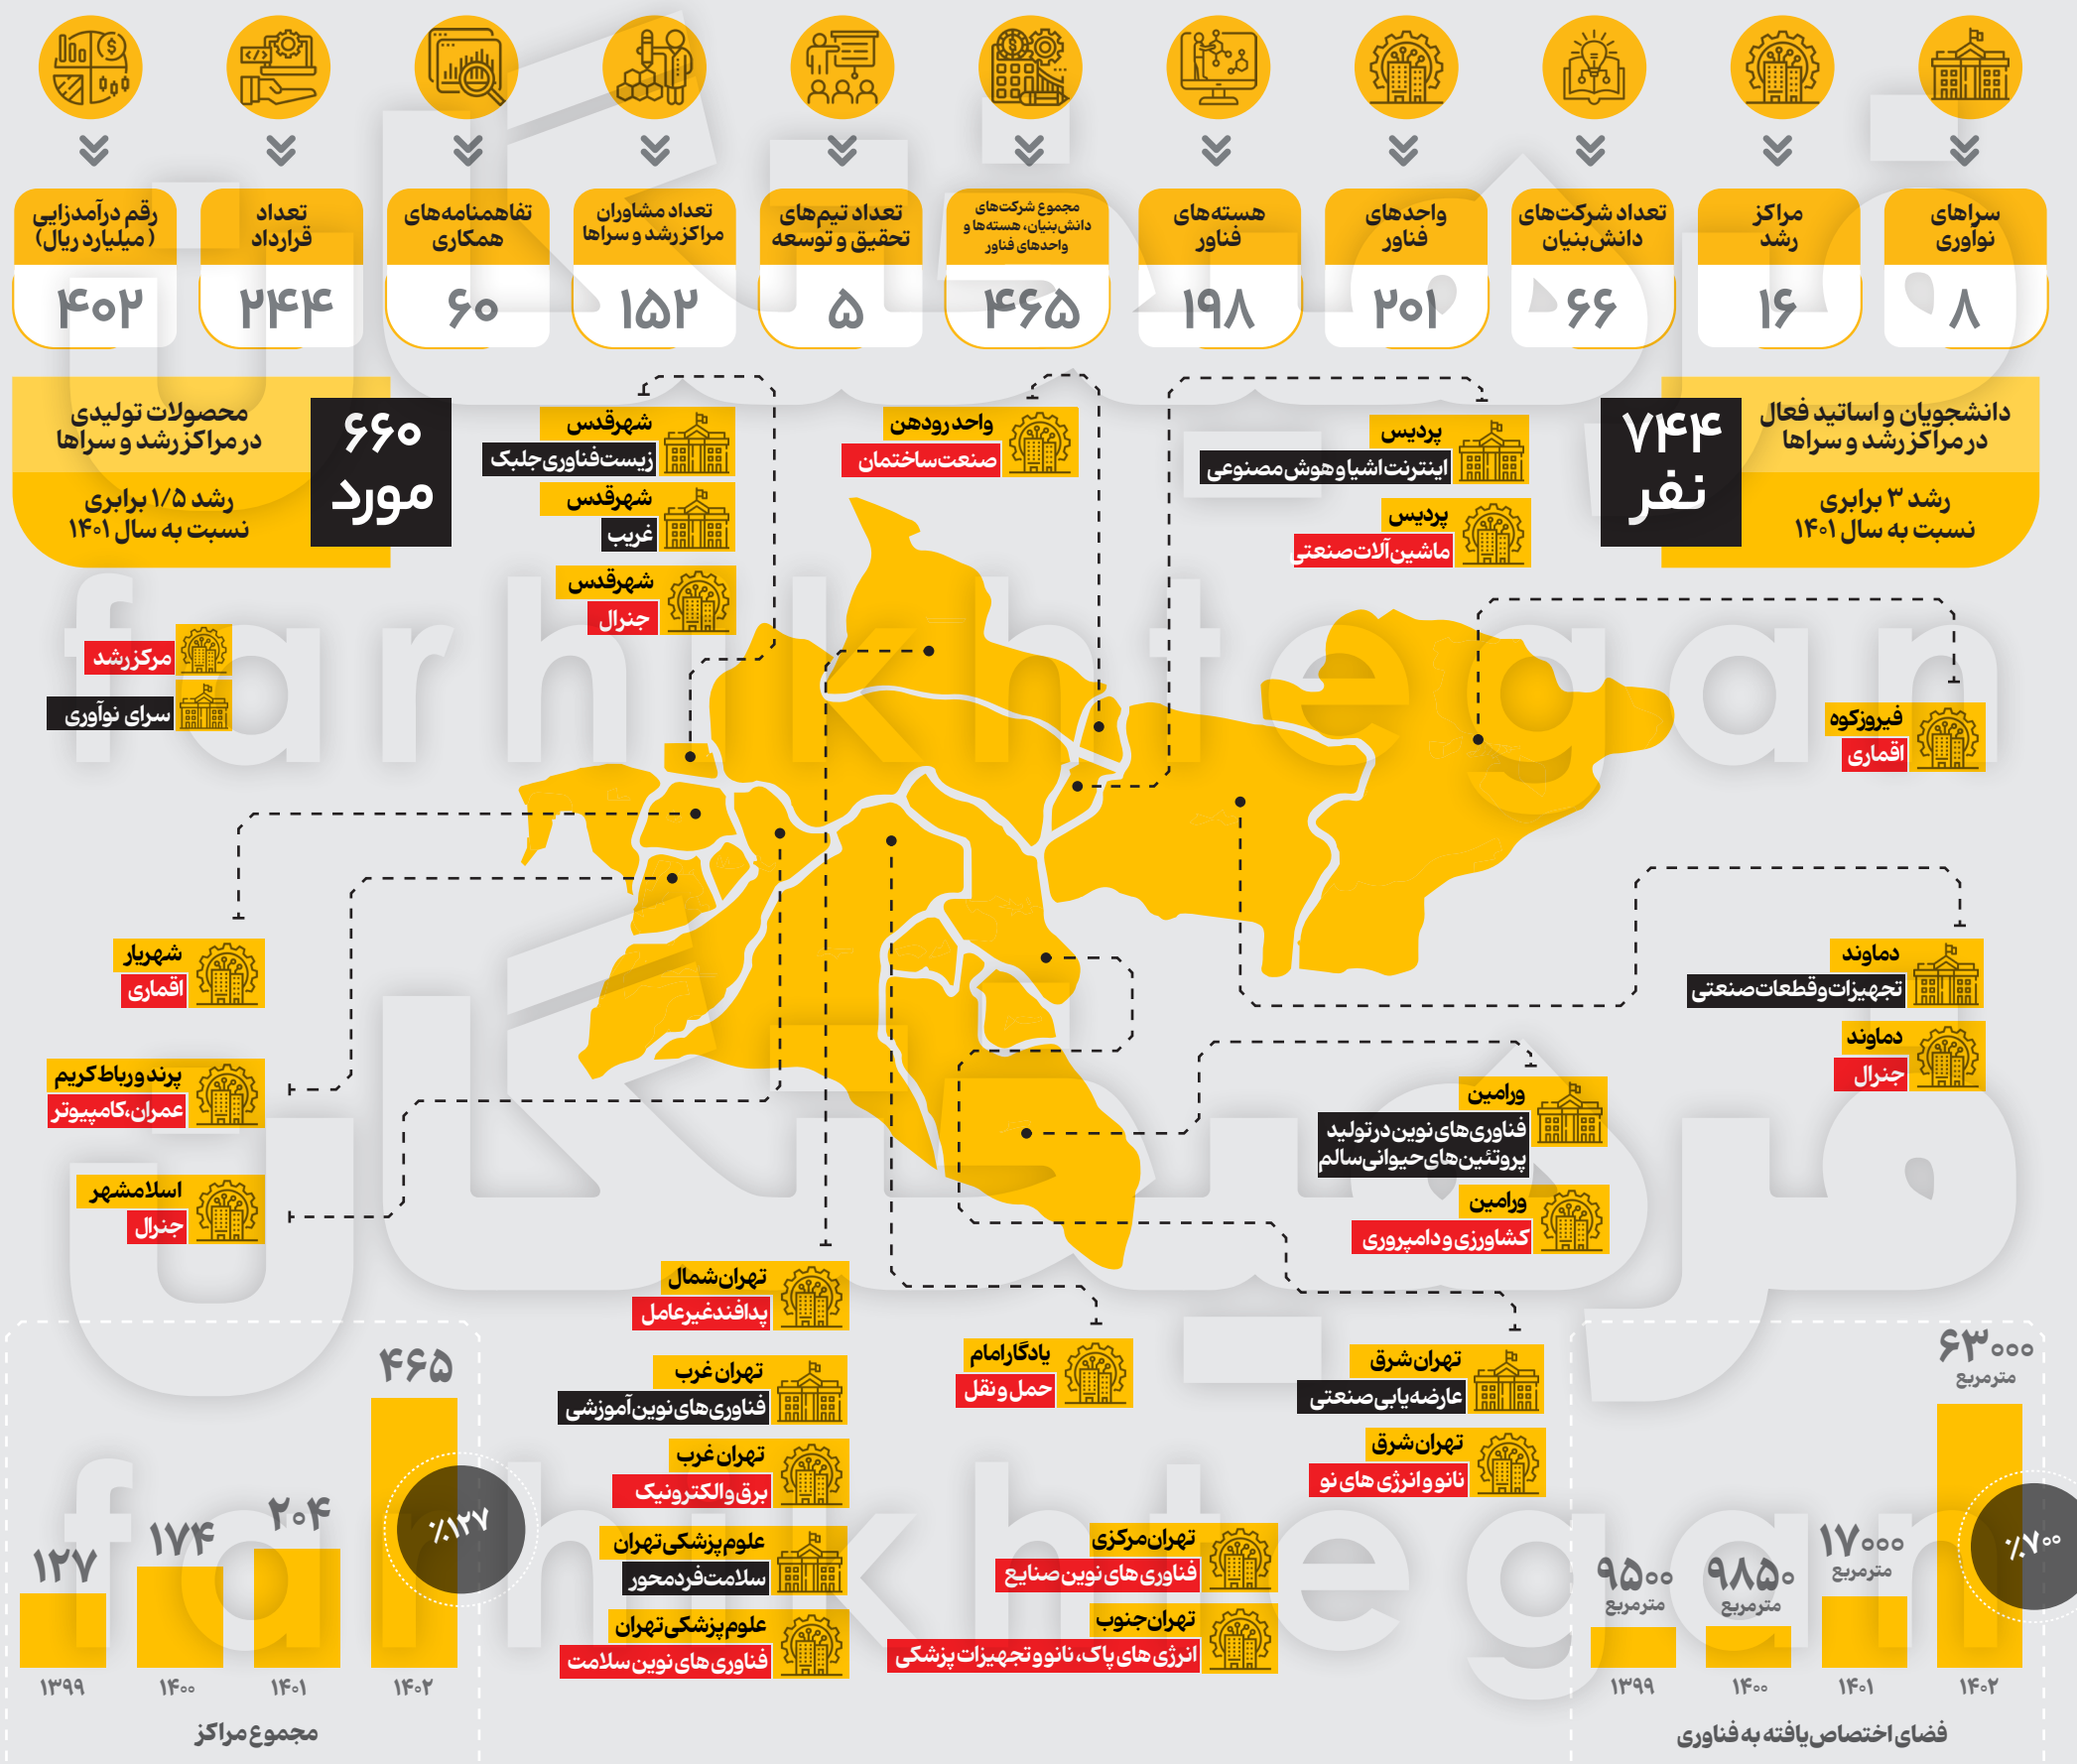 سراهای
نوآوری
۸
مراکز
رشد
۱۶
تعداد شرکت‌های
دانش‌بنیان
۶۶
واحدهای
فناور
۲۰۱
هسته‌های
فناور
۱۹۸
مجموع شرکت‌های
دانش‌بنیان، هسته‌ها و
واحدهای فناور
۴۶۵
تعداد تیم‌های
تحقیق و توسعه
۵
تعداد مشاوران
مراکز رشد و سراها
۱۵۲
تفاهمنامه‌های
همکاری
۶۰
تعداد
قرارداد
۲۴۴
رقم درآمدزایی
(میلیارد ریال)
۴۰۲
دانشجویان و اساتید فعال
در مراکز رشد و سراها
رشد ۳ برابری
نسبت به سال ۱۴۰۱
۷۴۴
نفر
پردیس
اینترنت اشیا و هوش مصنوعی
پردیس
ماشین‌آلات صنعتی
واحد رودهن
صنعت ساختمان
شهرقدس
زیست فناوری جلبک
شهرقدس
غریب
شهرقدس
جنرال
۶۶۰
مورد
محصولات تولیدی
در مراکز رشد و سراها
رشد ۱/۵ برابری
نسبت به سال ۱۴۰۱
مرکز رشد
سرای نوآوری
فیروزکوه
اقماری
دماوند
تجهیزات و قطعات صنعتی
دماوند
جنرال
شهریار
اقماری
پرند و رباط کریم
عمران، کامپیوتر
اسلامشهر
جنرال
ورامین
فناوری‌های نوین در تولید
پروتئین‌های حیوانی سالم
ورامین
کشاورزی و دامپروری
تهران شمال
پدافند غیرعامل
تهران غرب
فناوری‌های نوین آموزشی
تهران غرب
برق و الکترونیک
علوم پزشکی تهران
سلامت فردمحور
علوم پزشکی تهران
فناوری‌های نوین سلامت
یادگار امام
حمل و نقل
تهران شرق
عارضه‌یابی صنعتی
تهران شرق
نانو و انرژی های نو
تهران مرکزی
فناوری های نوین صنایع
تهران جنوب
انرژی های پاک، نانو و تجهیزات پزشکی
۶۳۰۰۰
مترمربع
۱۷۰۰۰
مترمربع
۹۸۵۰
مترمربع
۹۵۰۰
مترمربع
٪۷۰۰
۱۳۹۹
۱۴۰۰
۱۴۰۱
۱۴۰۲
فضای اختصاص یافته به فناوری
۴۶۵
۲۰۴
۱۷۴
۱۲۷
٪۱۲۷
۱۳۹۹
۱۴۰۰
۱۴۰۱
۱۴۰۲
مجموع مراکز
فرهیختگان
farhikhtegan
فرهیختگان
farhikhtegan